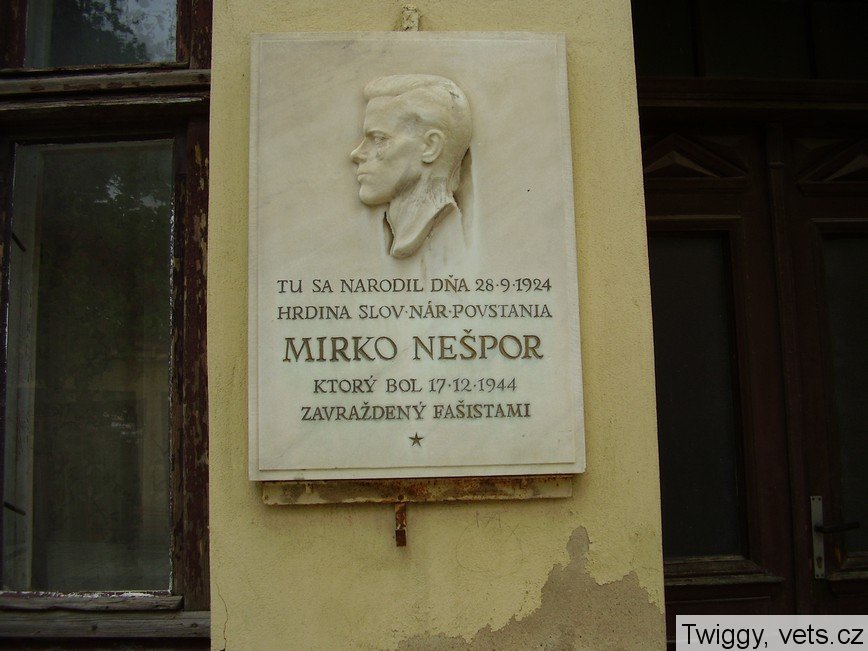 TU SA NARODIL DŇA 28·9·1924
HRDINA SLOV·NÁR·POVSTANIA
MIRKO NEŠPOR
KTORÝ BOL 17·12·1944
ZAVRAŽDENÝ FAŠISTAMI
Twiggy, vets.cz